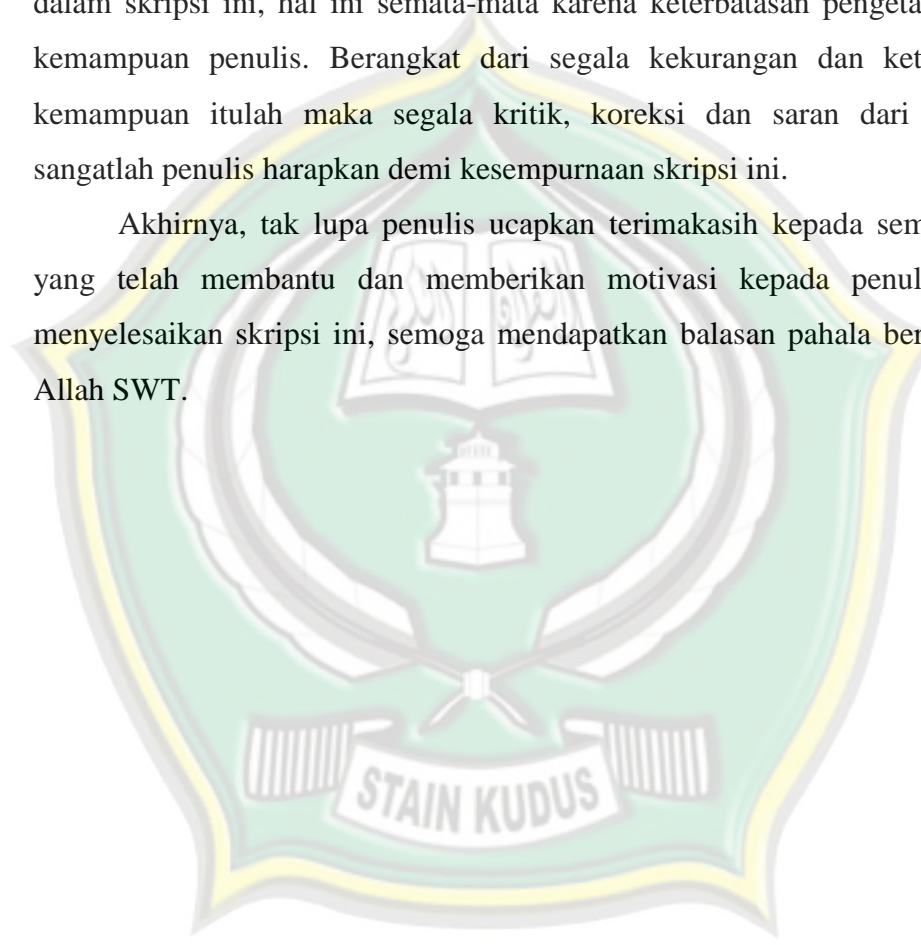 dalam skripsi ini, hal ini semata-mata karena keterbatasan
kemampuan penulis. Berangkat dari segala kekurangan dan
kemampuan itulah maka segala kritik, koreksi dan saran dari
sangatlah penulis harapkan demi kesempurnaan skripsi ini.
Akhirnya, tak lupa penulis ucapkan terimakasih kepada
yang telah membantu dan memberikan motivasi kepada
menyelesaikan skripsi ini, semoga mendapatkan balasan pahala
Allah SWT.
STAIN KUDUS